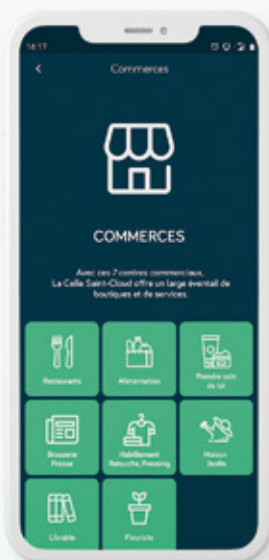 16:17
Commerces
COMMERCES
Avec ces 7 centres commerciaux,
La Celle Saint-Cloud offre un large éventail de
boutiques et de services.
Restaurants
Alimentation
Prendre soin
de toi
Brasserie
Presse
Habillement
Retouche, Pressing
Maison
Jardin
Librairie
Fleuriste